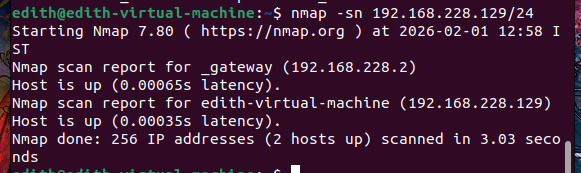 edith@edith-virtual-machine:~$ nmap -sn 192.168.228.129/24
Starting Nmap 7.80 ( https://nmap.org ) at 2026-02-01 12:58 I
ST
Nmap scan report for _gateway (192.168.228.2)
Host is up (0.00065s latency).
Nmap scan report for edith-virtual-machine (192.168.228.129)
Host is up (0.00035s latency).
Nmap done: 256 IP addresses (2 hosts up) scanned in 3.03 seco
nds
edith@edith-virtual-machine:~$